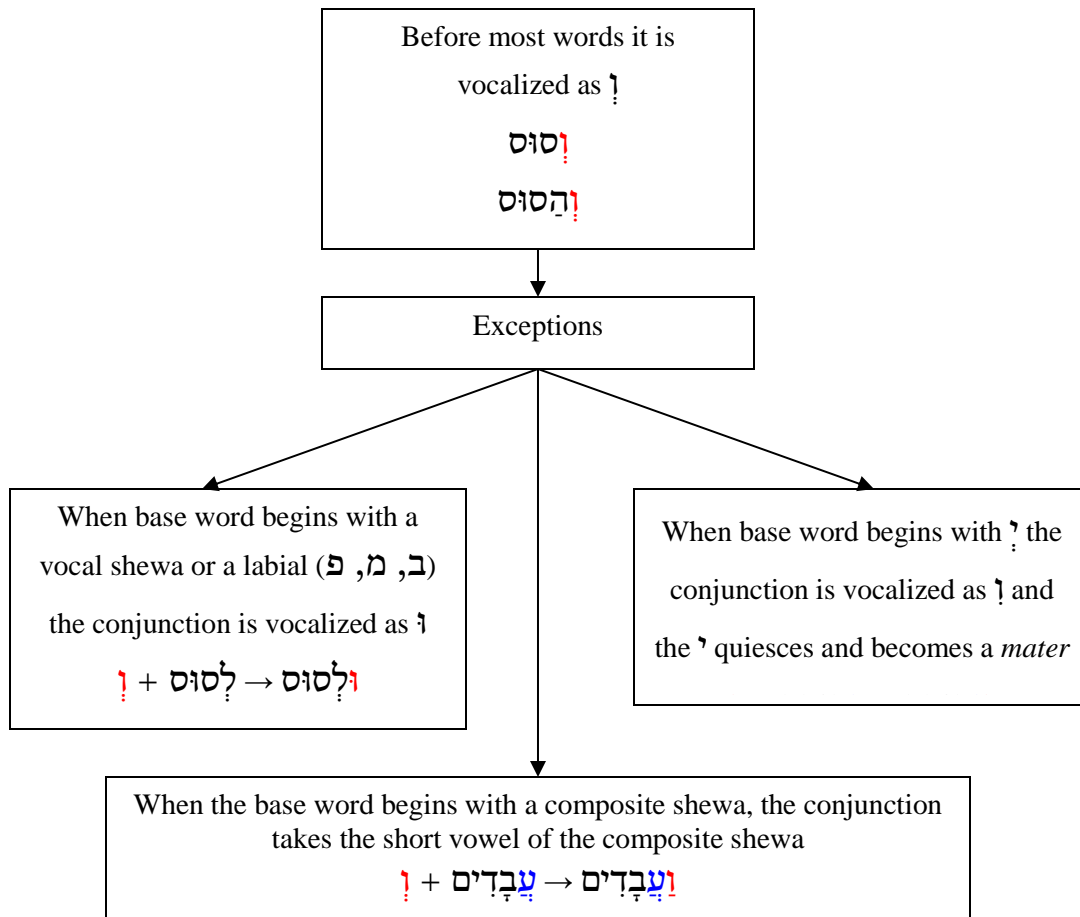 Before most words it is
vocalized as וְ
וְסוּס
וְהַסוּס
Exceptions
When base word begins with a
vocal shewa or a labial (ב, מ, פ)
the conjunction is vocalized as וּ
וְ + לְסוּס → וּלְסוּס
When base word begins with יְ the
conjunction is vocalized as וִ and
the י quiesces and becomes a mater
When the base word begins with a composite shewa, the conjunction
takes the short vowel of the composite shewa
וְ + עֲבָדִים → וַעֲבָדִים